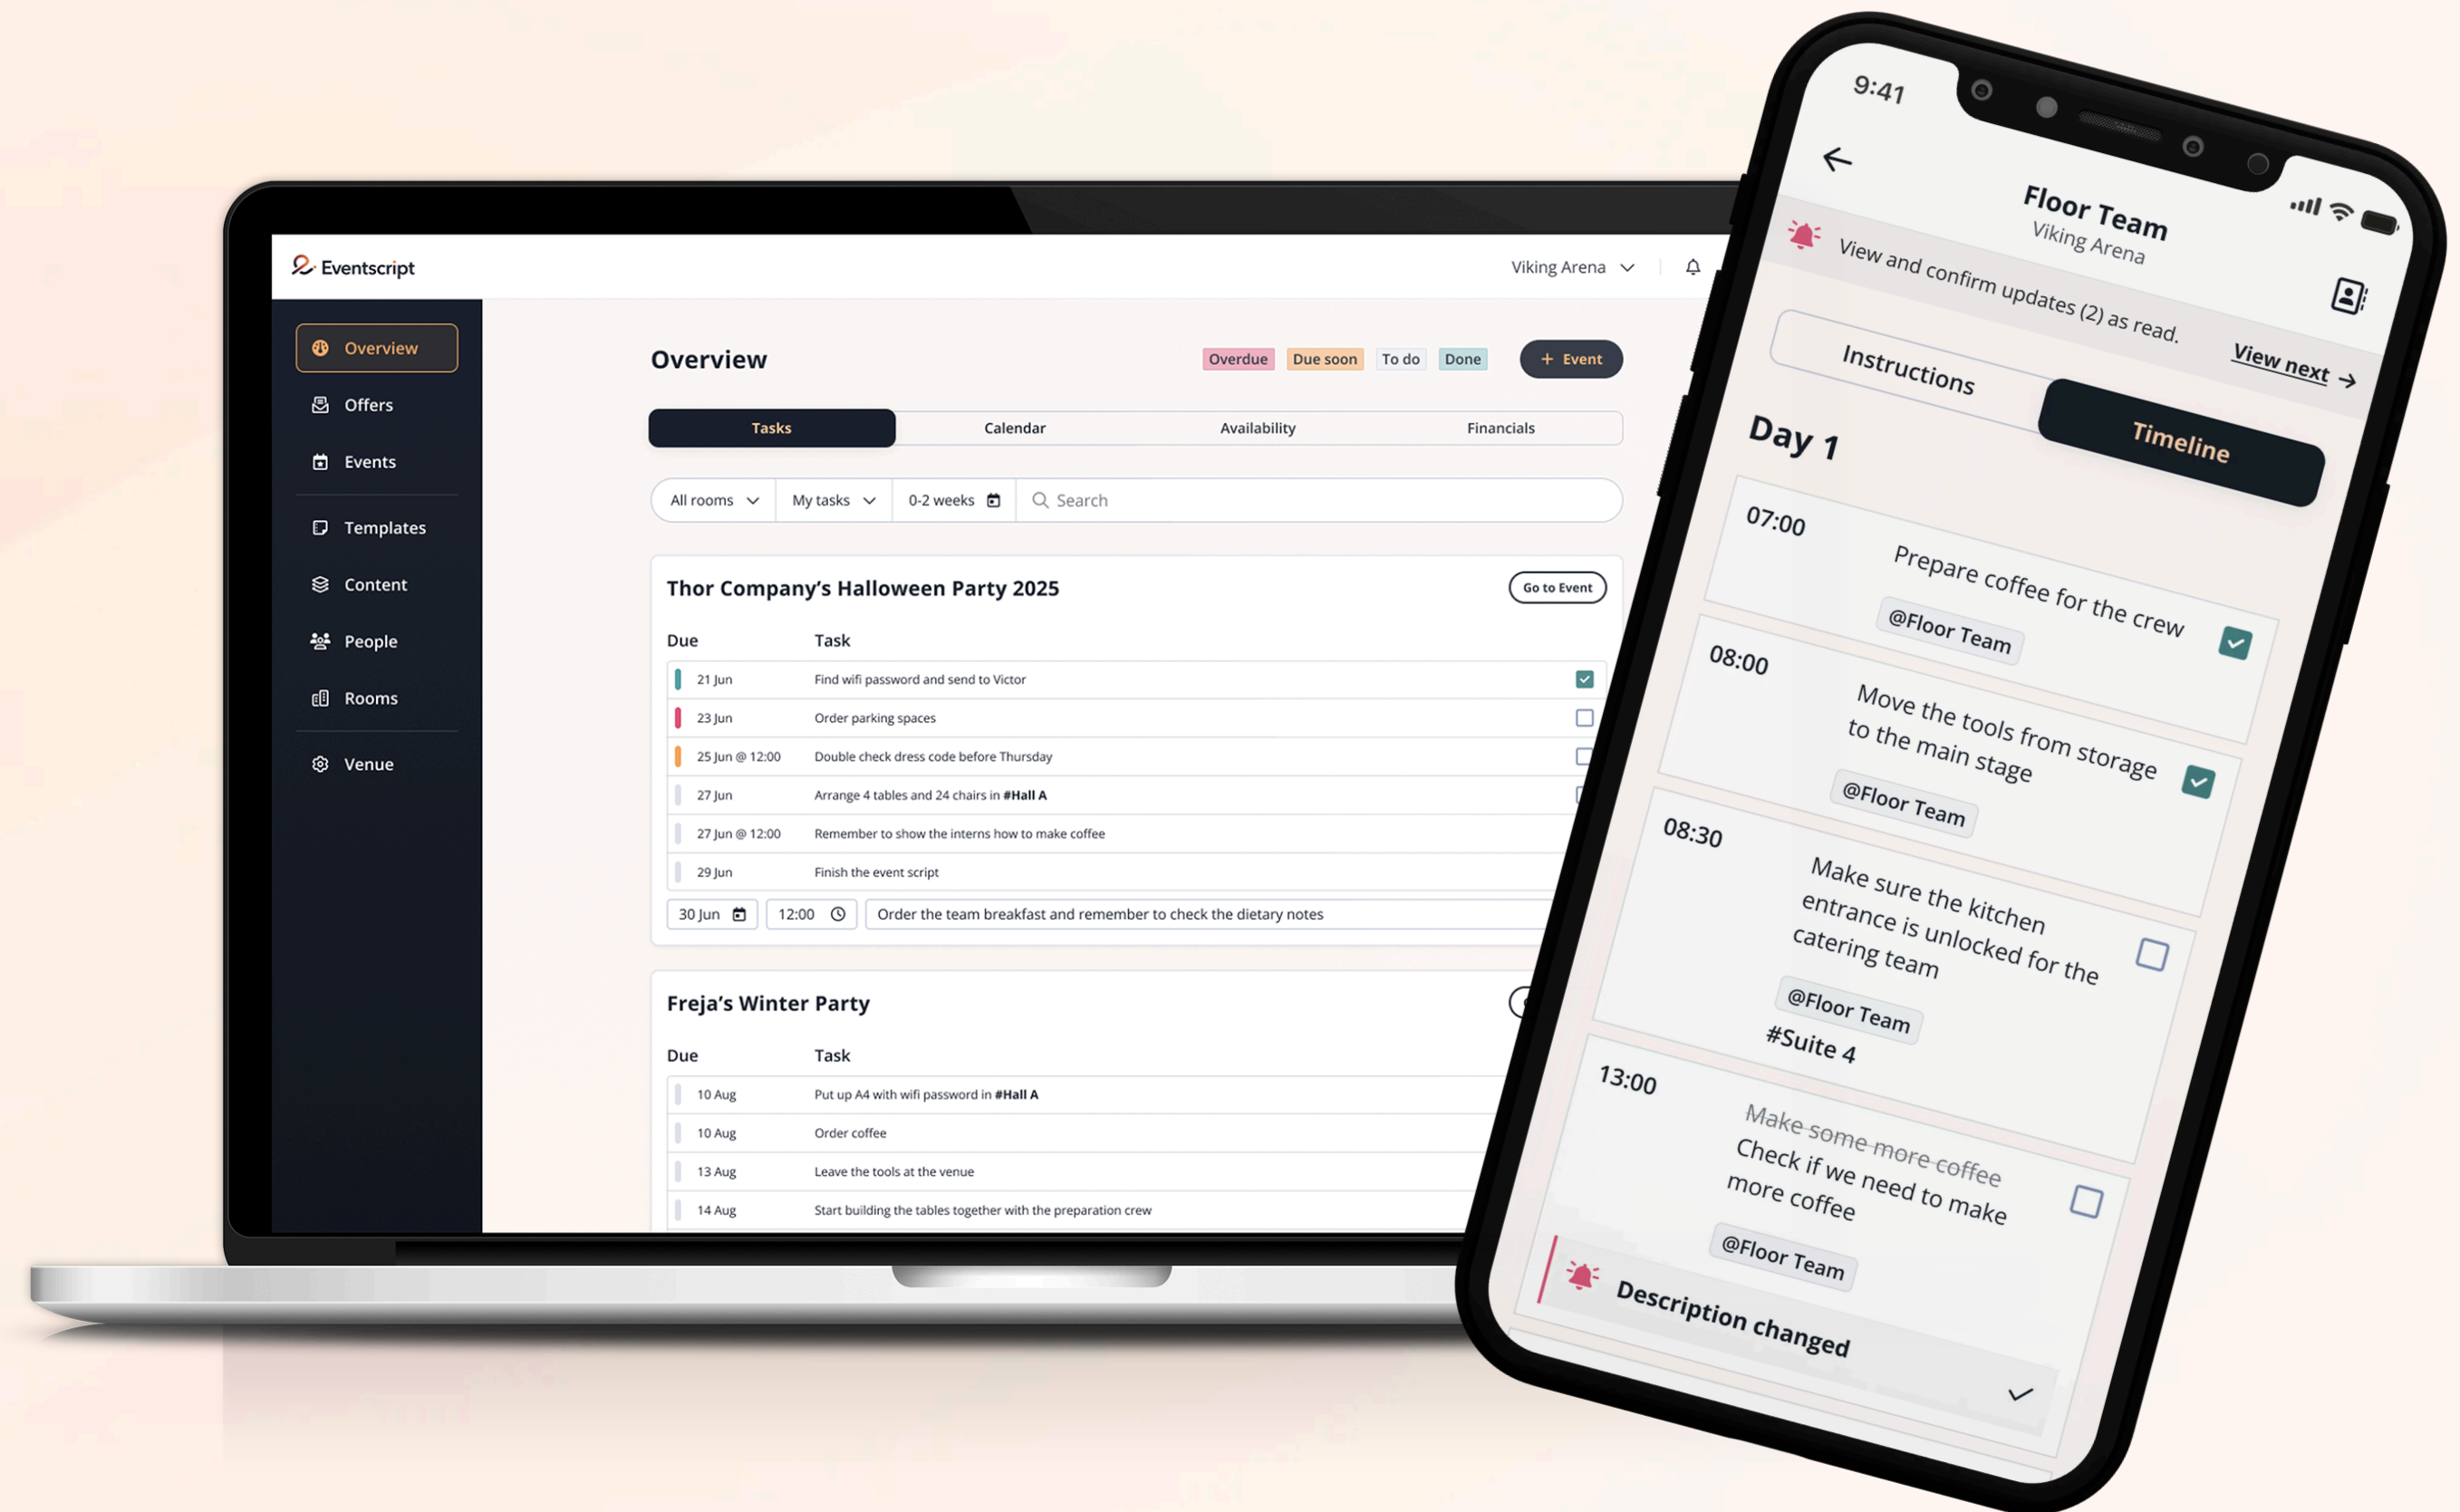 Eventscript
Viking Arena
Overview
Offers
Events
Templates
Content
People
Rooms
Venue
Overview
Overdue
Due soon
To do
Done
+ Event
Tasks
Calendar
Availability
Financials
All rooms
My tasks
0-2 weeks
Search
Thor Company’s Halloween Party 2025
Go to Event
Due Task
21 Jun Find wifi password and send to Victor
23 Jun Order parking spaces
25 Jun @ 12:00 Double check dress code before Thursday
27 Jun Arrange 4 tables and 24 chairs in #Hall A
27 Jun @ 12:00 Remember to show the interns how to make coffee
29 Jun Finish the event script
30 Jun 12:00 Order the team breakfast and remember to check the dietary notes
Freja’s Winter Party
Due Task
10 Aug Put up A4 with wifi password in #Hall A
10 Aug Order coffee
13 Aug Leave the tools at the venue
14 Aug Start building the tables together with the preparation crew
9:41
Floor Team
Viking Arena
View and confirm updates (2) as read.
View next →
Instructions
Timeline
Day 1
07:00
Prepare coffee for the crew
@Floor Team
08:00
Move the tools from storage
to the main stage
@Floor Team
08:30
Make sure the kitchen
entrance is unlocked for the
catering team
@Floor Team
#Suite 4
13:00
Make some more coffee
Check if we need to make
more coffee
@Floor Team
Description changed